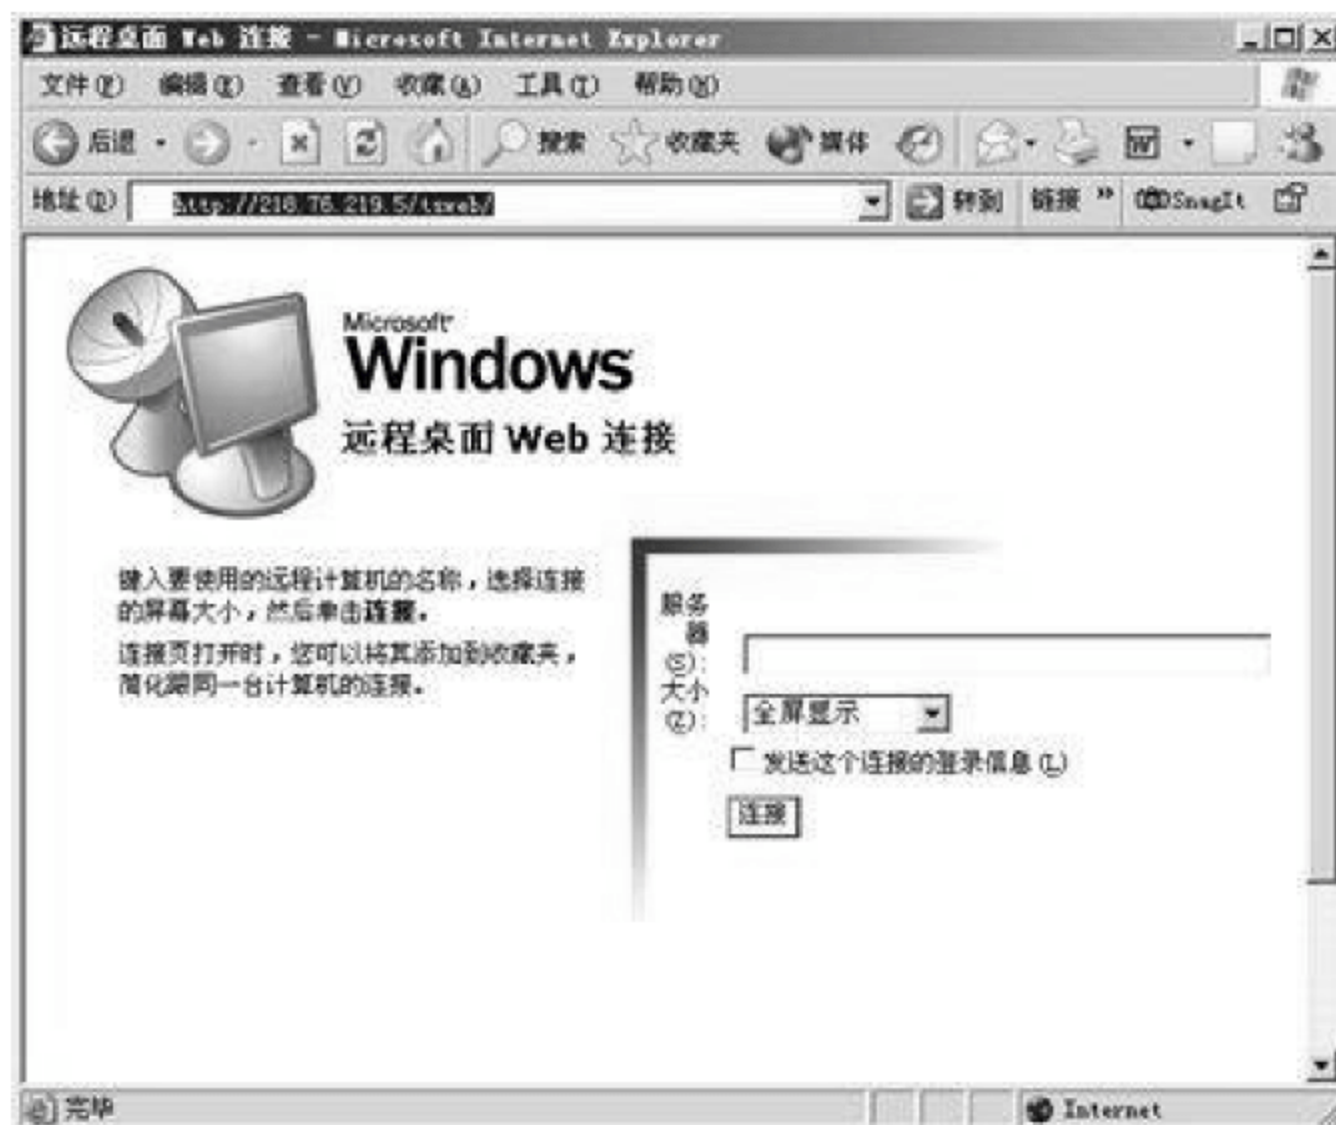 远程桌面 Web 连接 - Microsoft Internet Explorer
文件(F) 编辑(E) 查看(V) 收藏(A) 工具(T) 帮助(H)
后退 搜索 收藏夹 媒体
地址(D) http://218.76.219.5/tsweb/ 转到 链接 » SnagIt
Microsoft
Windows
远程桌面 Web 连接
键入要使用的远程计算机的名称，选择连接
的屏幕大小，然后单击连接。
连接页打开时，您可以将其添加到收藏夹，
简化跟同一台计算机的连接。
服务
器
(S):
大小
(Z):
全屏显示
发送这个连接的登录信息(L)
连接
完毕 Internet